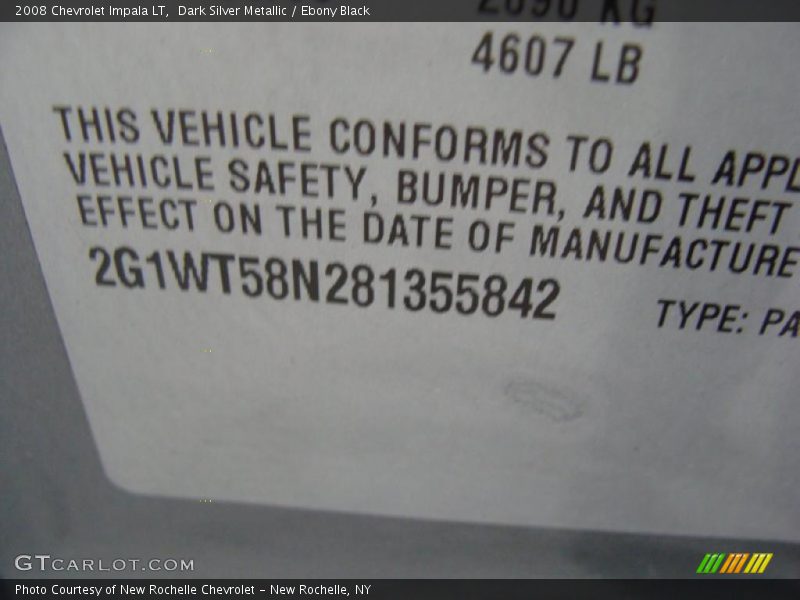 2008 Chevrolet Impala LT,  Dark Silver Metallic / Ebony Black
2090 KG
4607 LB
THIS VEHICLE CONFORMS TO ALL APPL
VEHICLE SAFETY, BUMPER, AND THEFT
EFFECT ON THE DATE OF MANUFACTURE
2G1WT58N281355842
TYPE: PA
GTCARLOT.COM
Photo Courtesy of New Rochelle Chevrolet - New Rochelle, NY